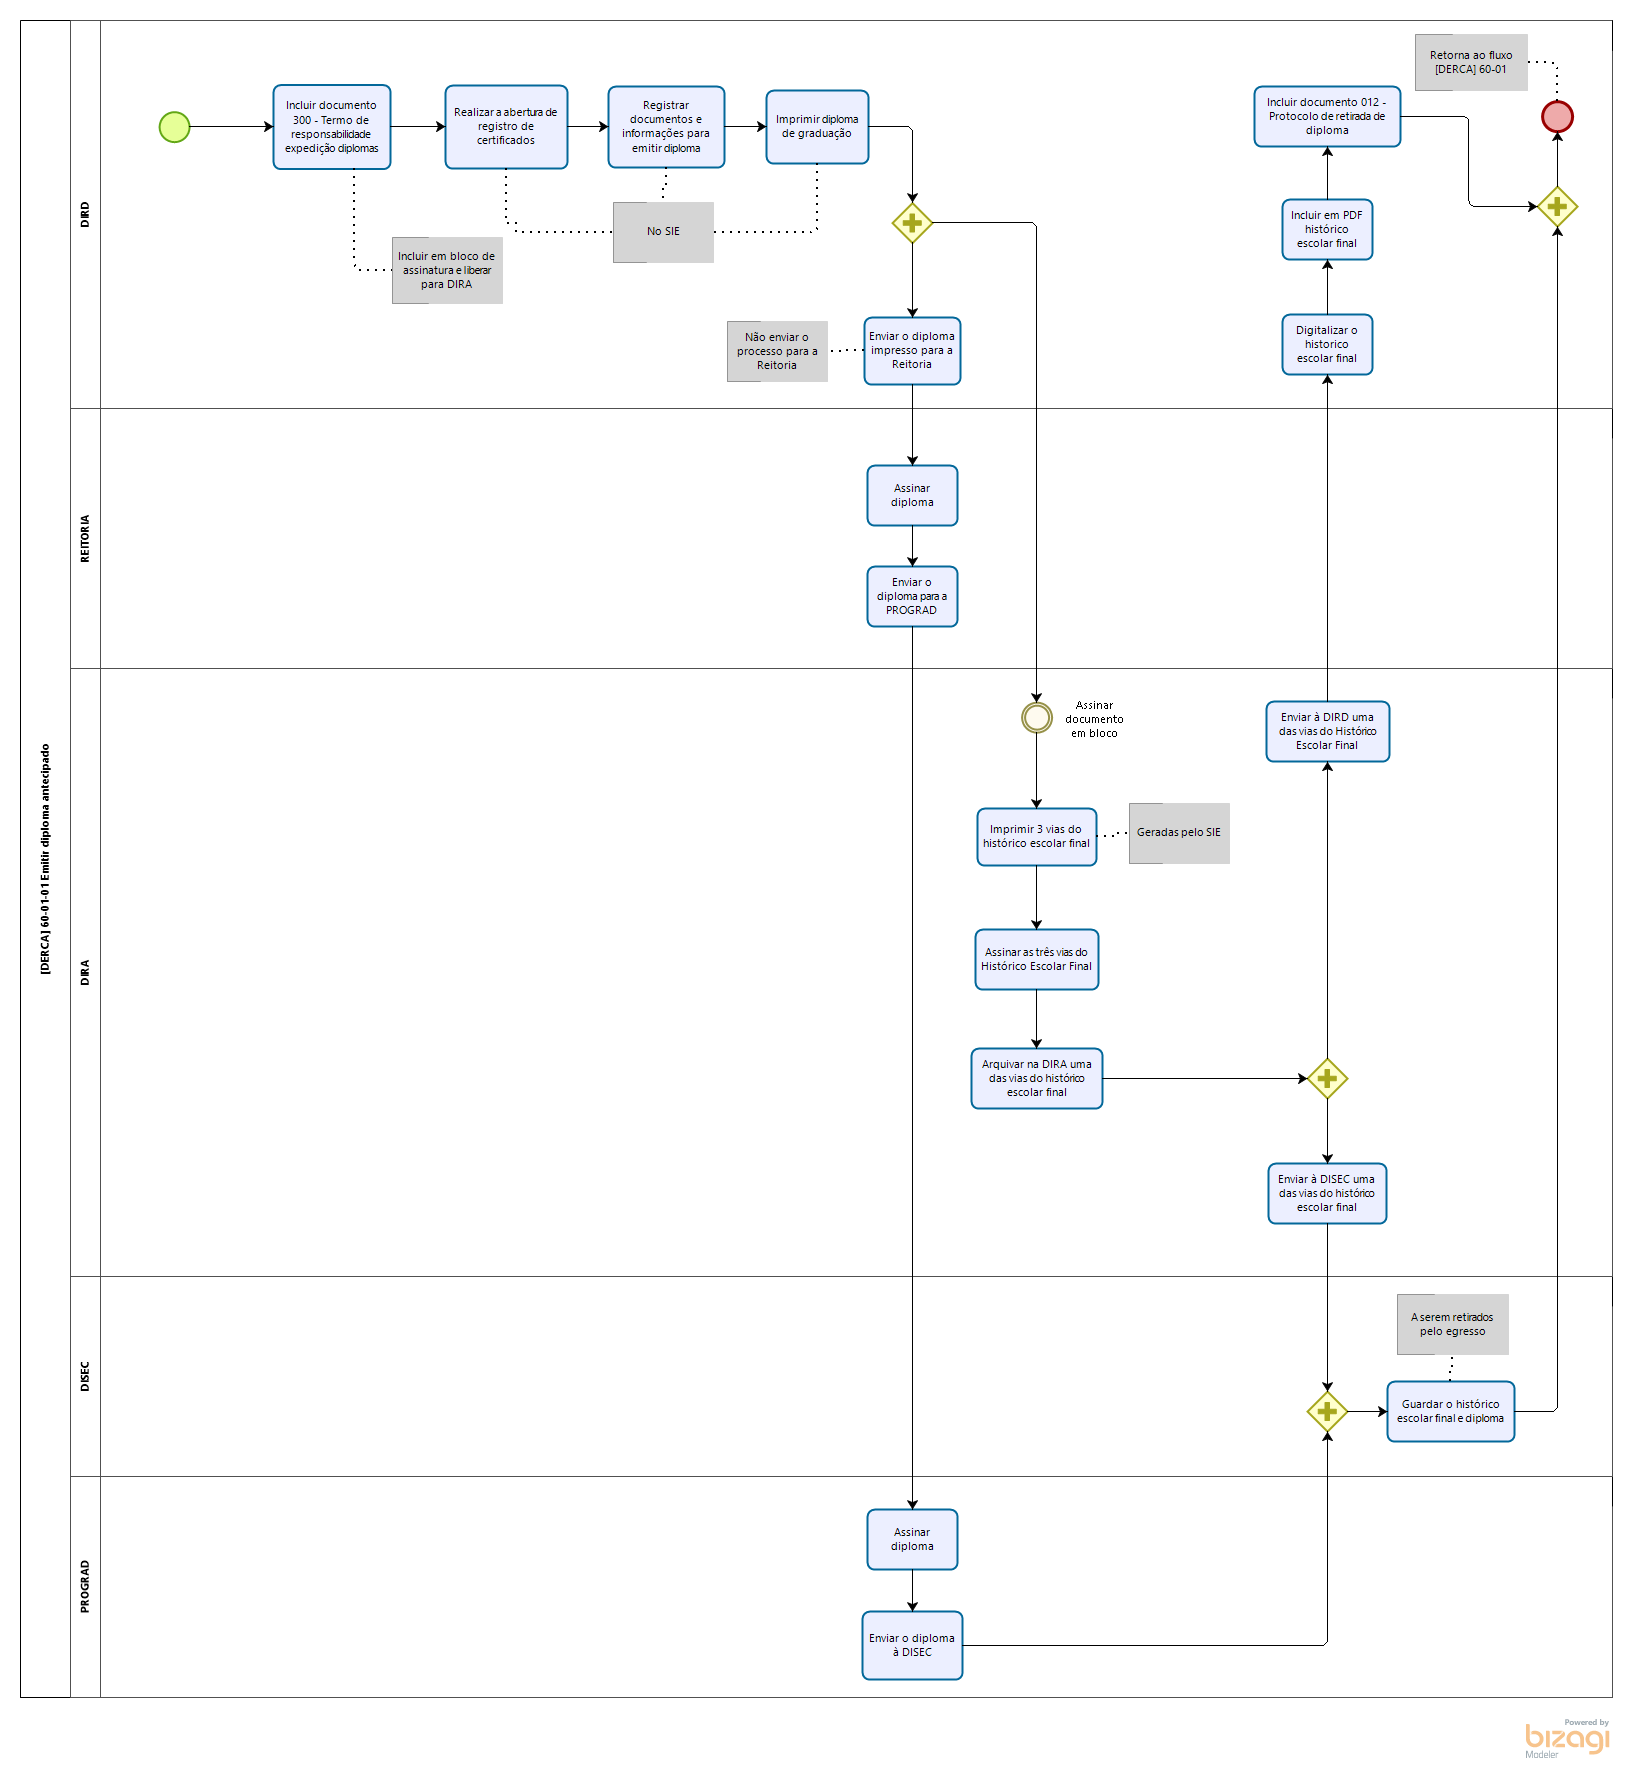 [DERCA] 60-01-01 Emitir diploma antecipado
DIRD
Incluir documento
300 - Termo de
responsabilidade
expedição diplomas
Realizar a abertura de
registro de
certificados
Registrar
documentos e
informações para
emitir diploma
Imprimir diploma
de graduação
Incluir em bloco de
assinatura e liberar
para DIRA
No SIE
Não enviar o
processo para a
Reitoria
Enviar o diploma
impresso para a
Reitoria
Retorna ao fluxo
[DERCA] 60-01
Incluir documento 012 -
Protocolo de retirada de
diploma
Incluir em PDF
histórico
escolar final
Digitalizar o
historico
escolar final
REITORIA
Assinar
diploma
Enviar o
diploma para a
PROGRAD
DIRA
Assinar
documento
em bloco
Imprimir 3 vias do
histórico escolar final
Geradas pelo SIE
Assinar as três vias do
Histórico Escolar Final
Arquivar na DIRA uma
das vias do histórico
escolar final
Enviar à DIRD uma
das vias do Histórico
Escolar Final
Enviar à DISEC uma
das vias do histórico
escolar final
DISEC
A serem retirados
pelo egresso
Guardar o histórico
escolar final e diploma
PROGRAD
Assinar
diploma
Enviar o diploma
à DISEC
Powered by
bizagi
Modeler